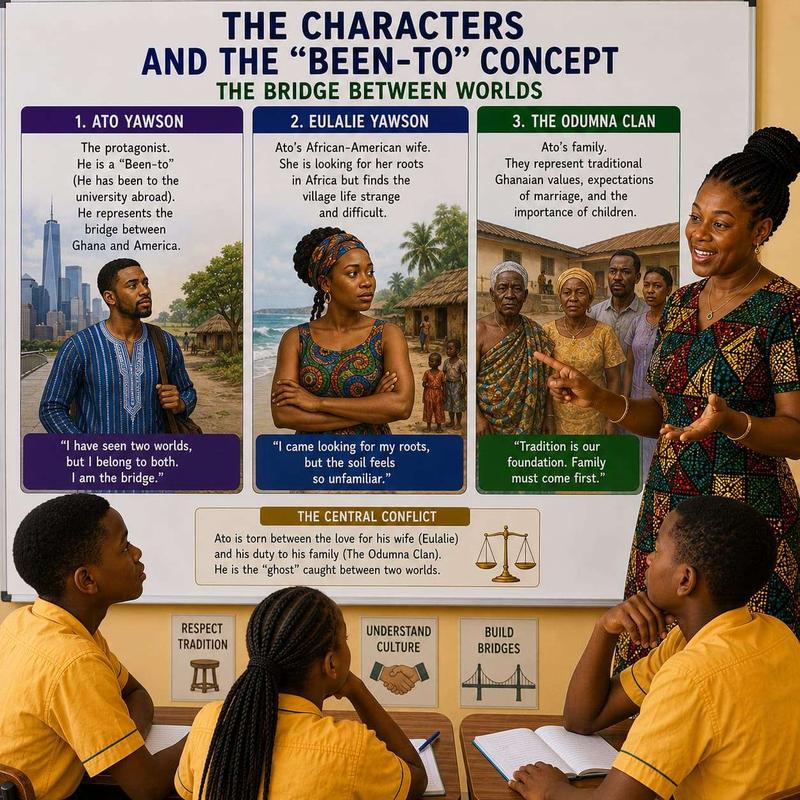 THE CHARACTERS
AND THE “BEEN-TO” CONCEPT
THE BRIDGE BETWEEN WORLDS
1. ATO YAWSON
The protagonist.
He is a “Been-to”
(He has been to the
university abroad).
He represents the
bridge between
Ghana and America.
“I have seen two worlds,
but I belong to both.
I am the bridge.”
2. EULALIE YAWSON
Ato's African-American wife.
She is looking for her roots
in Africa but finds the
village life strange
and difficult.
“I came looking for my roots,
but the soil feels
so unfamiliar.”
3. THE ODUMNA CLAN
Ato's family.
They represent traditional
Ghanaian values, expectations
of marriage, and the
importance of children.
“Tradition is our
foundation. Family
must come first.”
THE CENTRAL CONFLICT
Ato is torn between the love for his wife (Eulalie)
and his duty to his family (The Odumna Clan).
He is the “ghost” caught between two worlds.
RESPECT
TRADITION
UNDERSTAND
CULTURE
BUILD
BRIDGES